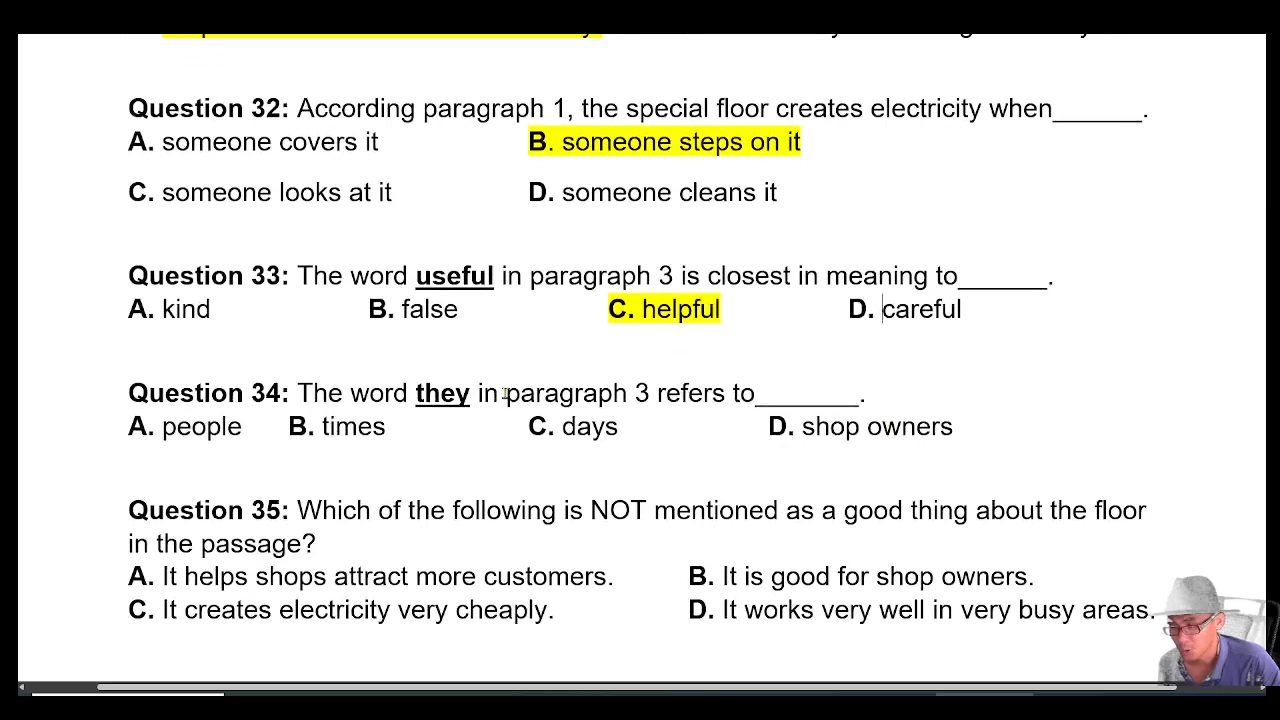 Question 32: According paragraph 1, the special floor creates electricity when______.
A. someone covers it B. someone steps on it
C. someone looks at it D. someone cleans it
Question 33: The word useful in paragraph 3 is closest in meaning to______.
A. kind B. false C. helpful D. careful
Question 34: The word they in paragraph 3 refers to_______.
A. people B. times C. days D. shop owners
Question 35: Which of the following is NOT mentioned as a good thing about the floor
in the passage?
A. It helps shops attract more customers. B. It is good for shop owners.
C. It creates electricity very cheaply. D. It works very well in very busy areas.